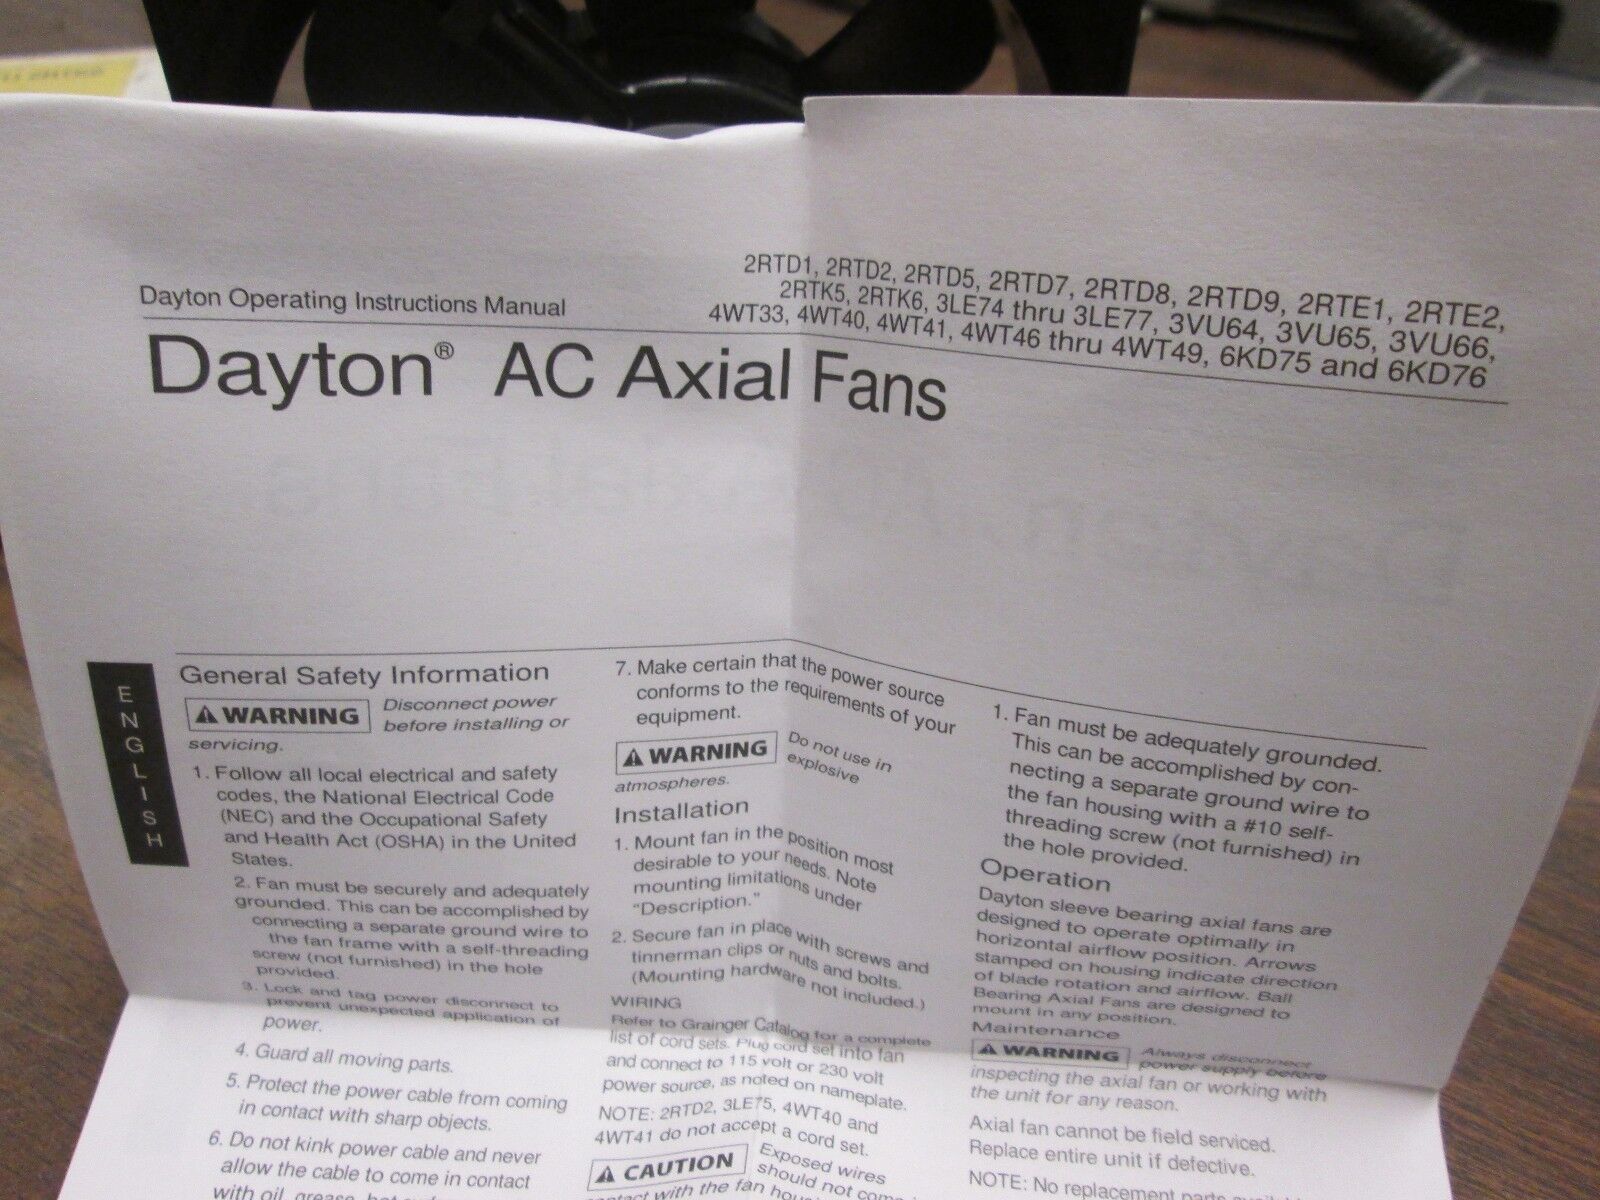 Dayton Operating Instructions Manual
2RTD1, 2RTD2, 2RTD5, 2RTD7, 2RTD8, 2RTD9, 2RTE1, 2RTE2,
2RTK5, 2RTK6, 3LE74 thru 3LE77, 3VU64, 3VU65, 3VU66,
4WT33, 4WT40, 4WT41, 4WT46 thru 4WT49, 6KD75 and 6KD76
Dayton® AC Axial Fans
ENGLISH
General Safety Information
WARNING Disconnect power
before installing or
servicing.
1. Follow all local electrical and safety
codes, the National Electrical Code
(NEC) and the Occupational Safety
and Health Act (OSHA) in the United
States.
2. Fan must be securely and adequately
grounded. This can be accomplished by
connecting a separate ground wire to
the fan frame with a self-threading
screw (not furnished) in the hole
provided.
3. Lock and tag power disconnect to
prevent unexpected application of
power.
4. Guard all moving parts.
5. Protect the power cable from coming
in contact with sharp objects.
6. Do not kink power cable and never
allow the cable to come in contact
with oil, grease, hot
7. Make certain that the power source
conforms to the requirements of your
equipment.
WARNING Do not use in
explosive
atmospheres.
Installation
1. Mount fan in the position most
desirable to your needs. Note
mounting limitations under
“Description.”
2. Secure fan in place with screws and
tinnerman clips or nuts and bolts.
(Mounting hardware not included.)
WIRING
Refer to Grainger Catalog for a complete
list of cord sets. Plug cord set into fan
and connect to 115 volt or 230 volt
power source, as noted on nameplate.
NOTE: 2RTD2, 3LE75, 4WT40 and
4WT41 do not accept a cord set.
CAUTION Exposed wires
should not come
contact with the fan
1. Fan must be adequately grounded.
This can be accomplished by con-
necting a separate ground wire to
the fan housing with a #10 self-
threading screw (not furnished) in
the hole provided.
Operation
Dayton sleeve bearing axial fans are
designed to operate optimally in
horizontal airflow position. Arrows
stamped on housing indicate direction
of blade rotation and airflow. Ball
Bearing Axial Fans are designed to
mount in any position.
Maintenance
WARNING Always disconnect
power supply before
inspecting the axial fan or working with
the unit for any reason.
Axial fan cannot be field serviced.
Replace entire unit if defective.
NOTE: No replacement parts